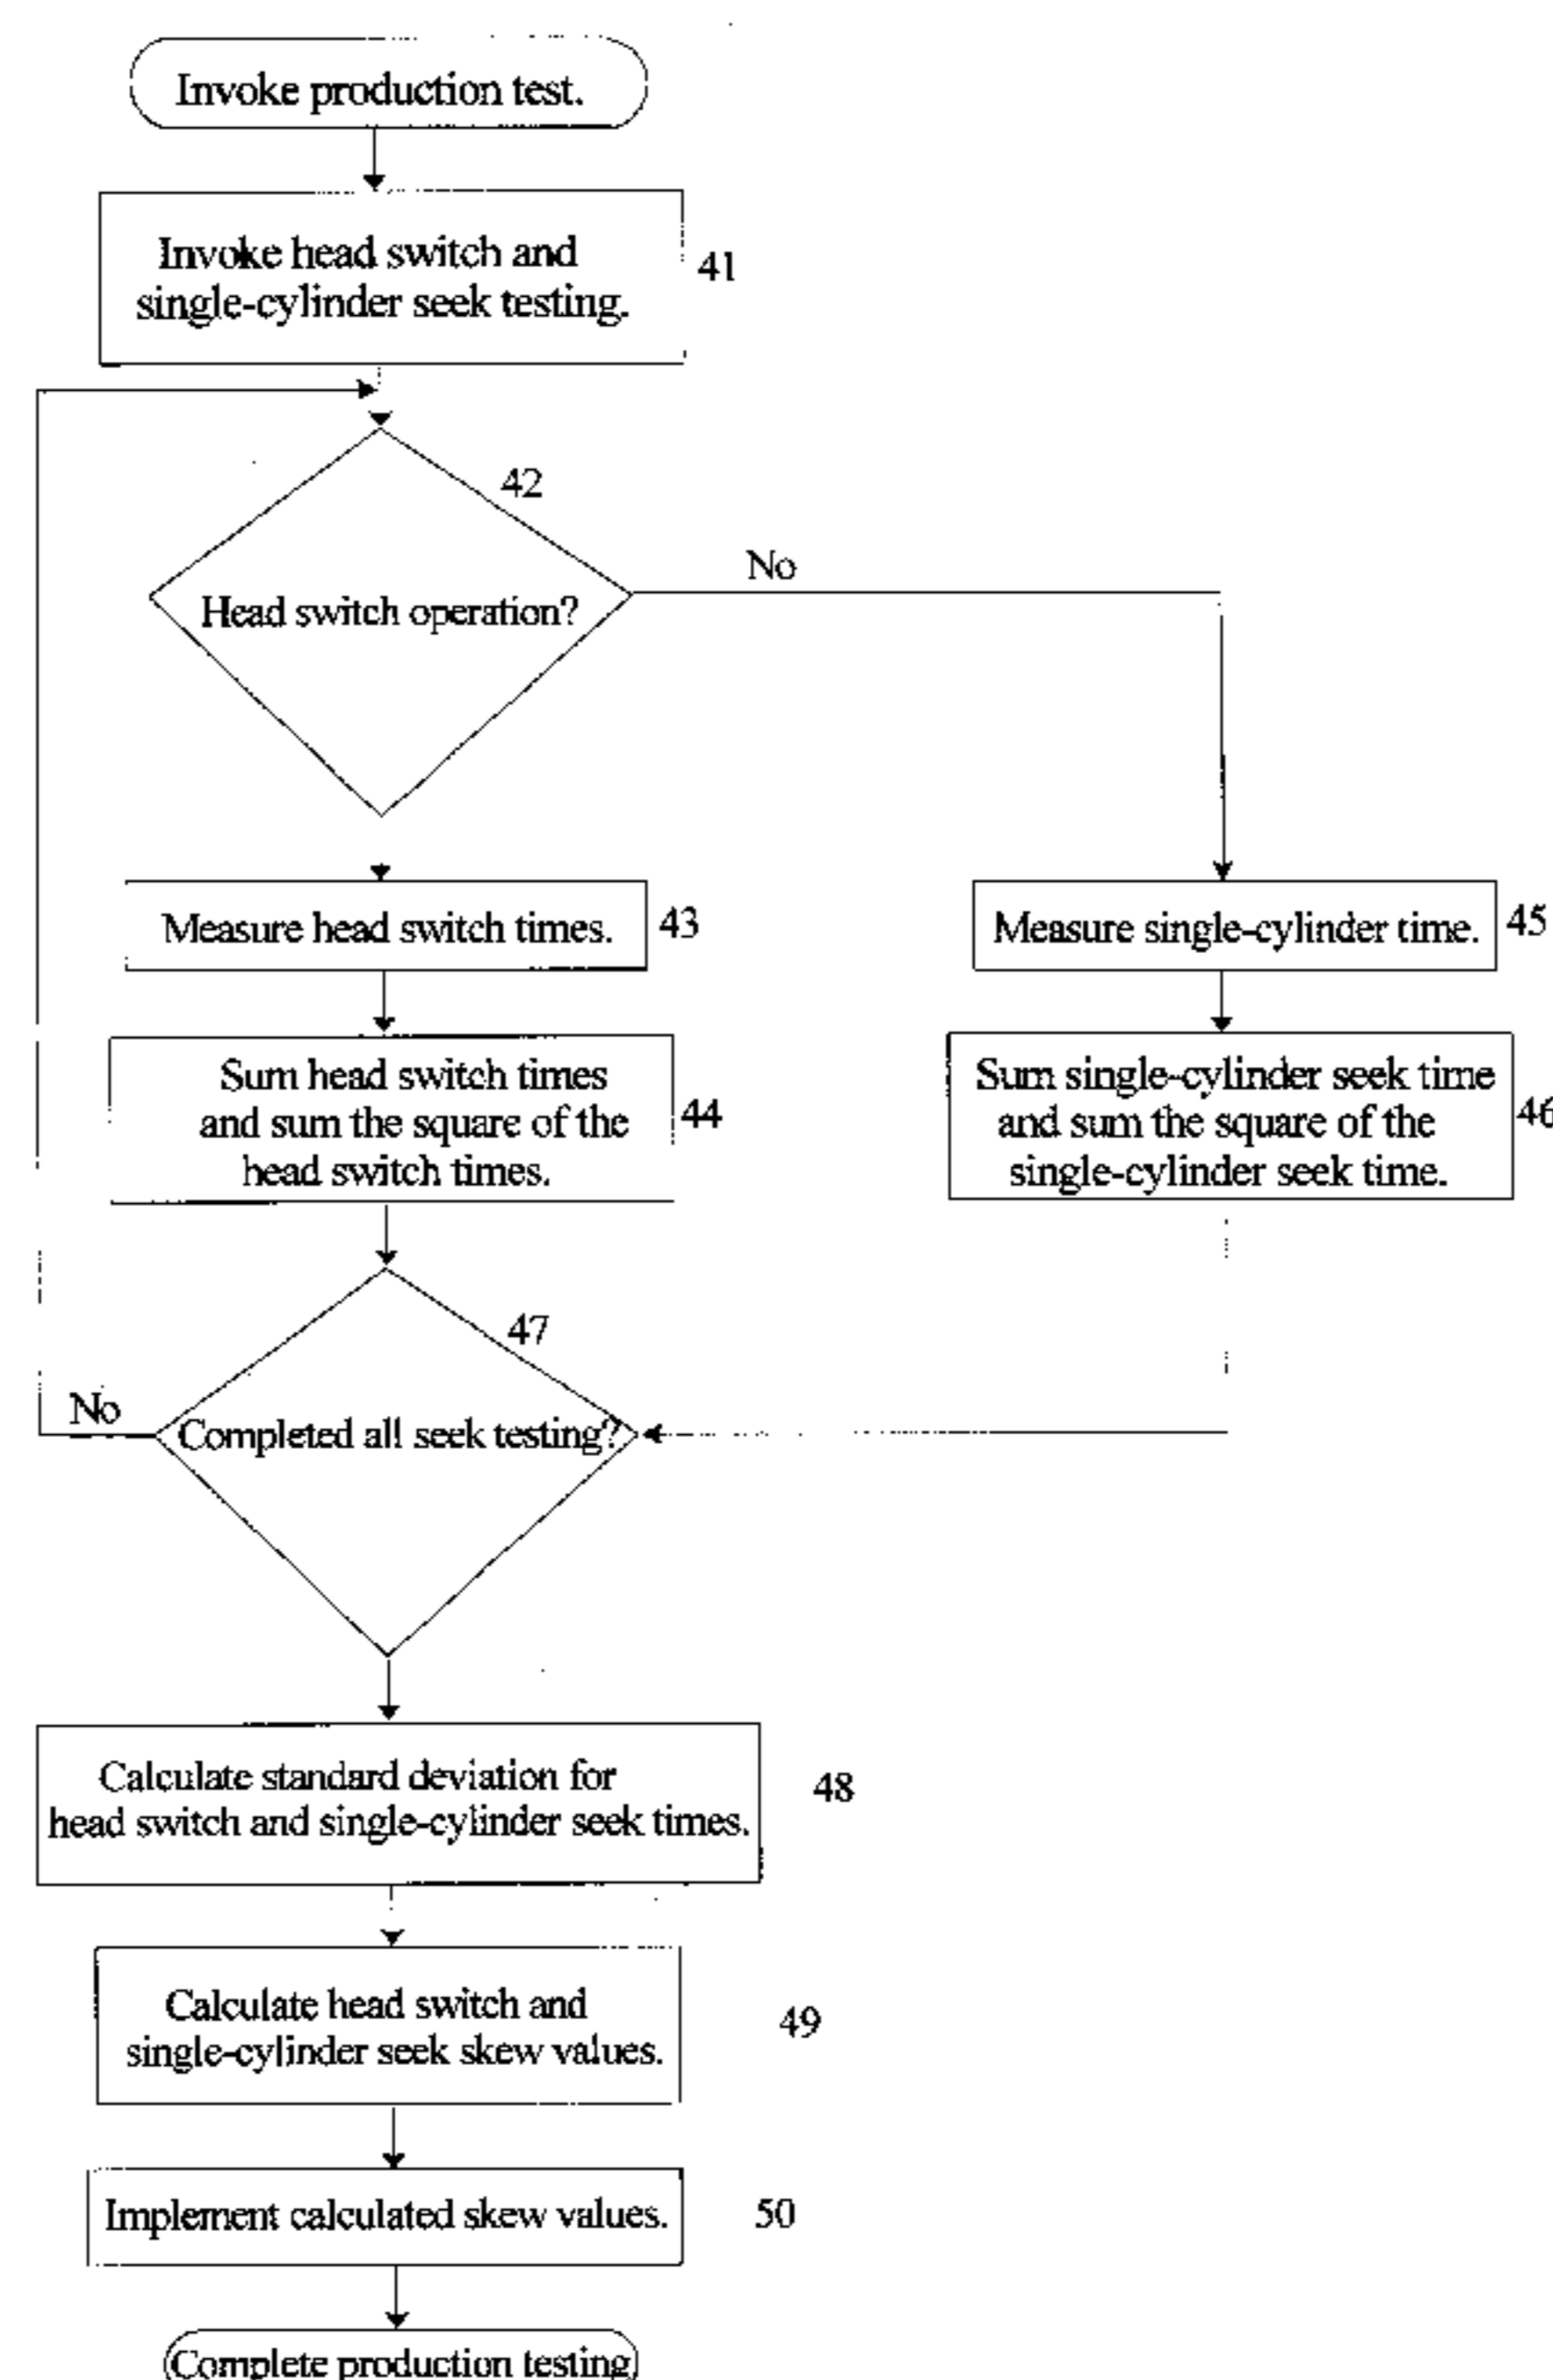 Invoke production test.
Invoke head switch and
single-cylinder seek testing.
41
42
No
Head switch operation?
Measure head switch times.
43
Measure single-cylinder time.
45
Sum head switch times
and sum the square of the
head switch times.
44
Sum single-cylinder seek time
and sum the square of the
single-cylinder seek time.
46
47
No
Completed all seek testing?
Calculate standard deviation for
head switch and single-cylinder seek times.
48
Calculate head switch and
single-cylinder seek skew values.
49
Implement calculated skew values.
50
Complete production testing